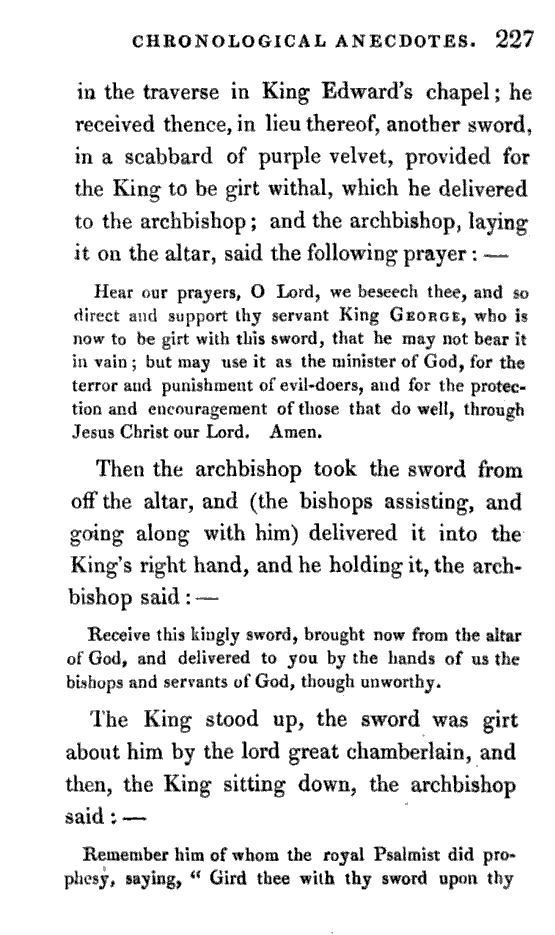 CHRONOLOGICAL ANECDOTES. 227
in the traverse in King Edward's chapel; he
received thence, in lieu thereof, another sword,
in a scabbard of purple velvet, provided for
the King to be girt withal, which he delivered
to the archbishop; and the archbishop, laying
it on the altar, said the following prayer: —
Hear our prayers, O Lord, we beseech thee, and so
direct and support thy servant King GEORGE, who is
now to be girt with this sword, that he may not bear it
in vain; but may use it as the minister of God, for the
terror and punishment of evil-doers, and for the protec-
tion and encouragement of those that do well, through
Jesus Christ our Lord. Amen.
Then the archbishop took the sword from
off the altar, and (the bishops assisting, and
going along with him) delivered it into the
King's right hand, and he holding it, the arch-
bishop said: —
Receive this kingly sword, brought now from the altar
of God, and delivered to you by the hands of us the
bishops and servants of God, though unworthy.
The King stood up, the sword was girt
about him by the lord great chamberlain, and
then, the King sitting down, the archbishop
said: —
Remember him of whom the royal Psalmist did pro-
phesy, saying, “ Gird thee with thy sword upon thy